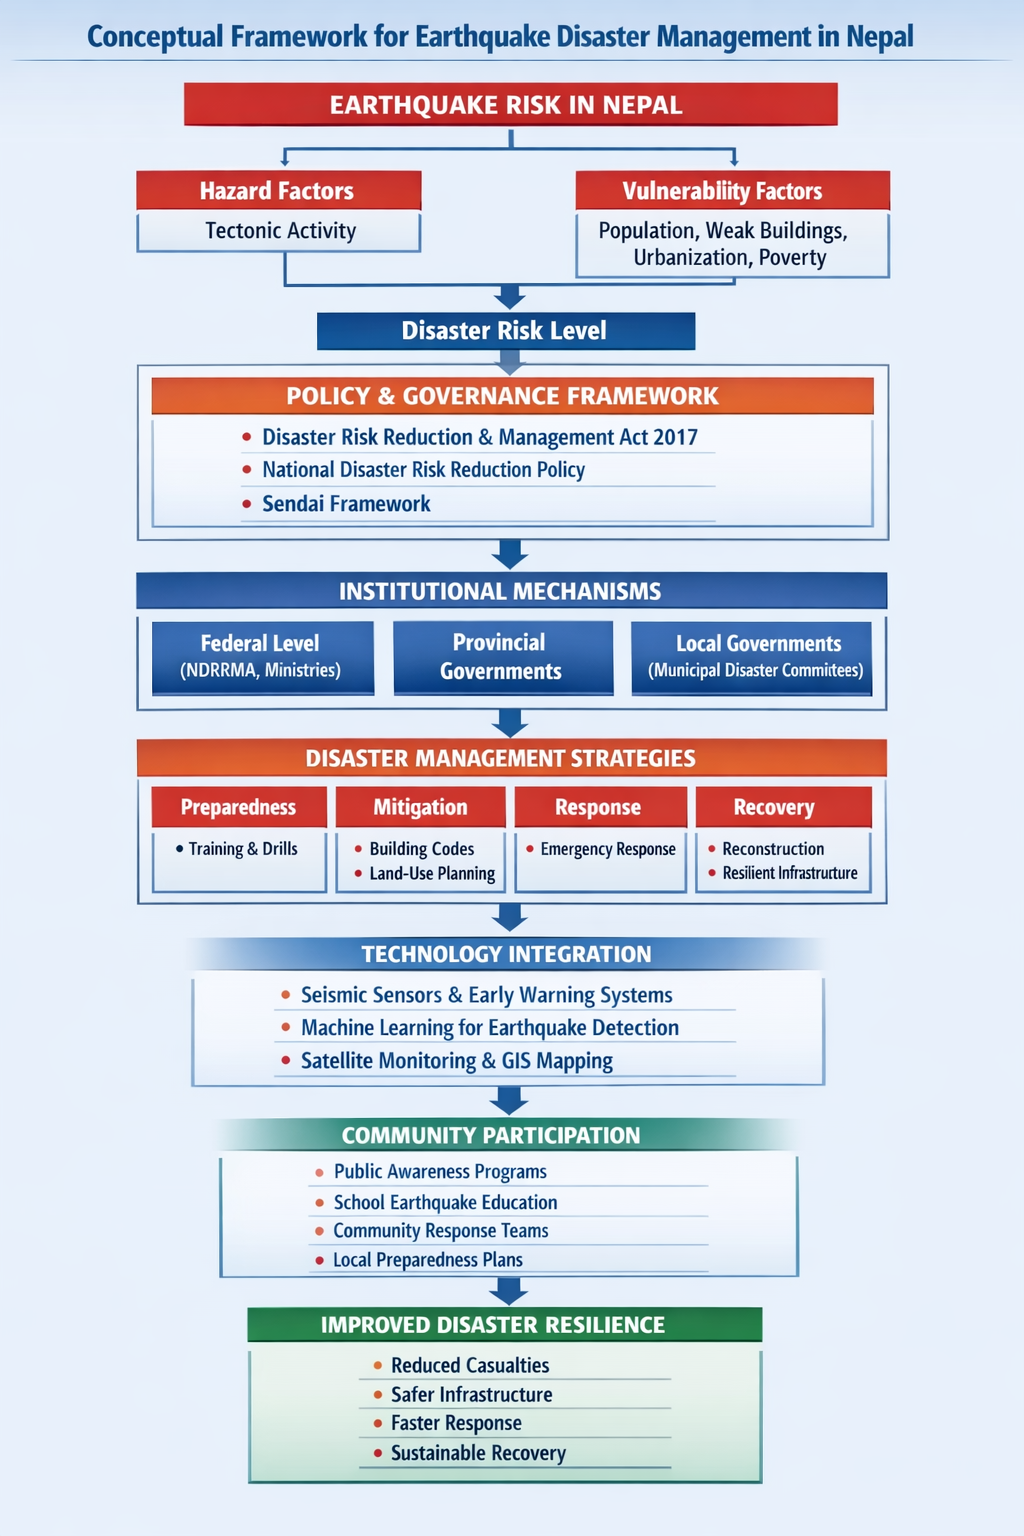 Conceptual Framework for Earthquake Disaster Management in Nepal
EARTHQUAKE RISK IN NEPAL
Hazard Factors
Tectonic Activity
Vulnerability Factors
Population, Weak Buildings,
Urbanization, Poverty
Disaster Risk Level
POLICY & GOVERNANCE FRAMEWORK
• Disaster Risk Reduction & Management Act 2017
• National Disaster Risk Reduction Policy
• Sendai Framework
INSTITUTIONAL MECHANISMS
Federal Level
(NDRRMA, Ministries)
Provincial
Governments
Local Governments
(Municipal Disaster Committees)
DISASTER MANAGEMENT STRATEGIES
Preparedness
• Training & Drills
Mitigation
• Building Codes
• Land-Use Planning
Response
• Emergency Response
Recovery
• Reconstruction
• Resilient Infrastructure
TECHNOLOGY INTEGRATION
• Seismic Sensors & Early Warning Systems
• Machine Learning for Earthquake Detection
• Satellite Monitoring & GIS Mapping
COMMUNITY PARTICIPATION
• Public Awareness Programs
• School Earthquake Education
• Community Response Teams
• Local Preparedness Plans
IMPROVED DISASTER RESILIENCE
• Reduced Casualties
• Safer Infrastructure
• Faster Response
• Sustainable Recovery